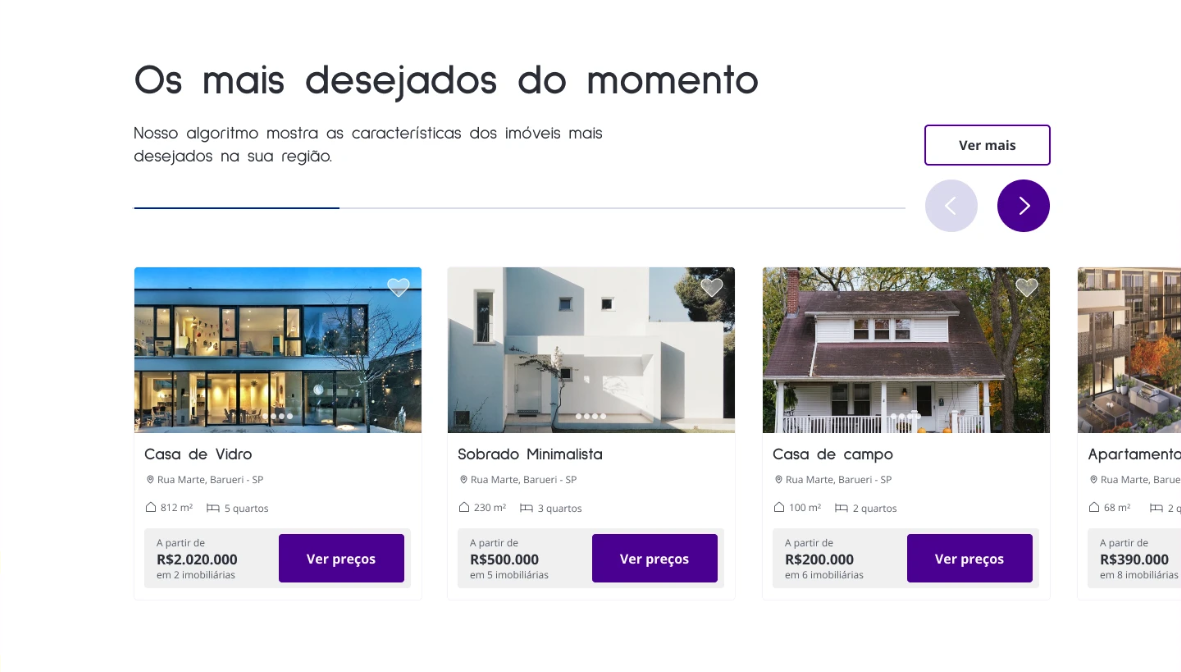 Os mais desejados do momento
Nosso algoritmo mostra as características dos imóveis mais
desejados na sua região.
Ver mais
Casa de Vidro
Rua Marte, Barueri - SP
812 m² 5 quartos
A partir de
R$2.020.000
em 2 imobiliárias
Ver preços
Sobrado Minimalista
Rua Marte, Barueri - SP
230 m² 3 quartos
A partir de
R$500.000
em 5 imobiliárias
Ver preços
Casa de campo
Rua Marte, Barueri - SP
100 m² 2 quartos
A partir de
R$200.000
em 6 imobiliárias
Ver preços
Apartamento
Rua Marte, Barue
68 m² 2 q
A partir de
R$390.000
em 8 imobiliárias